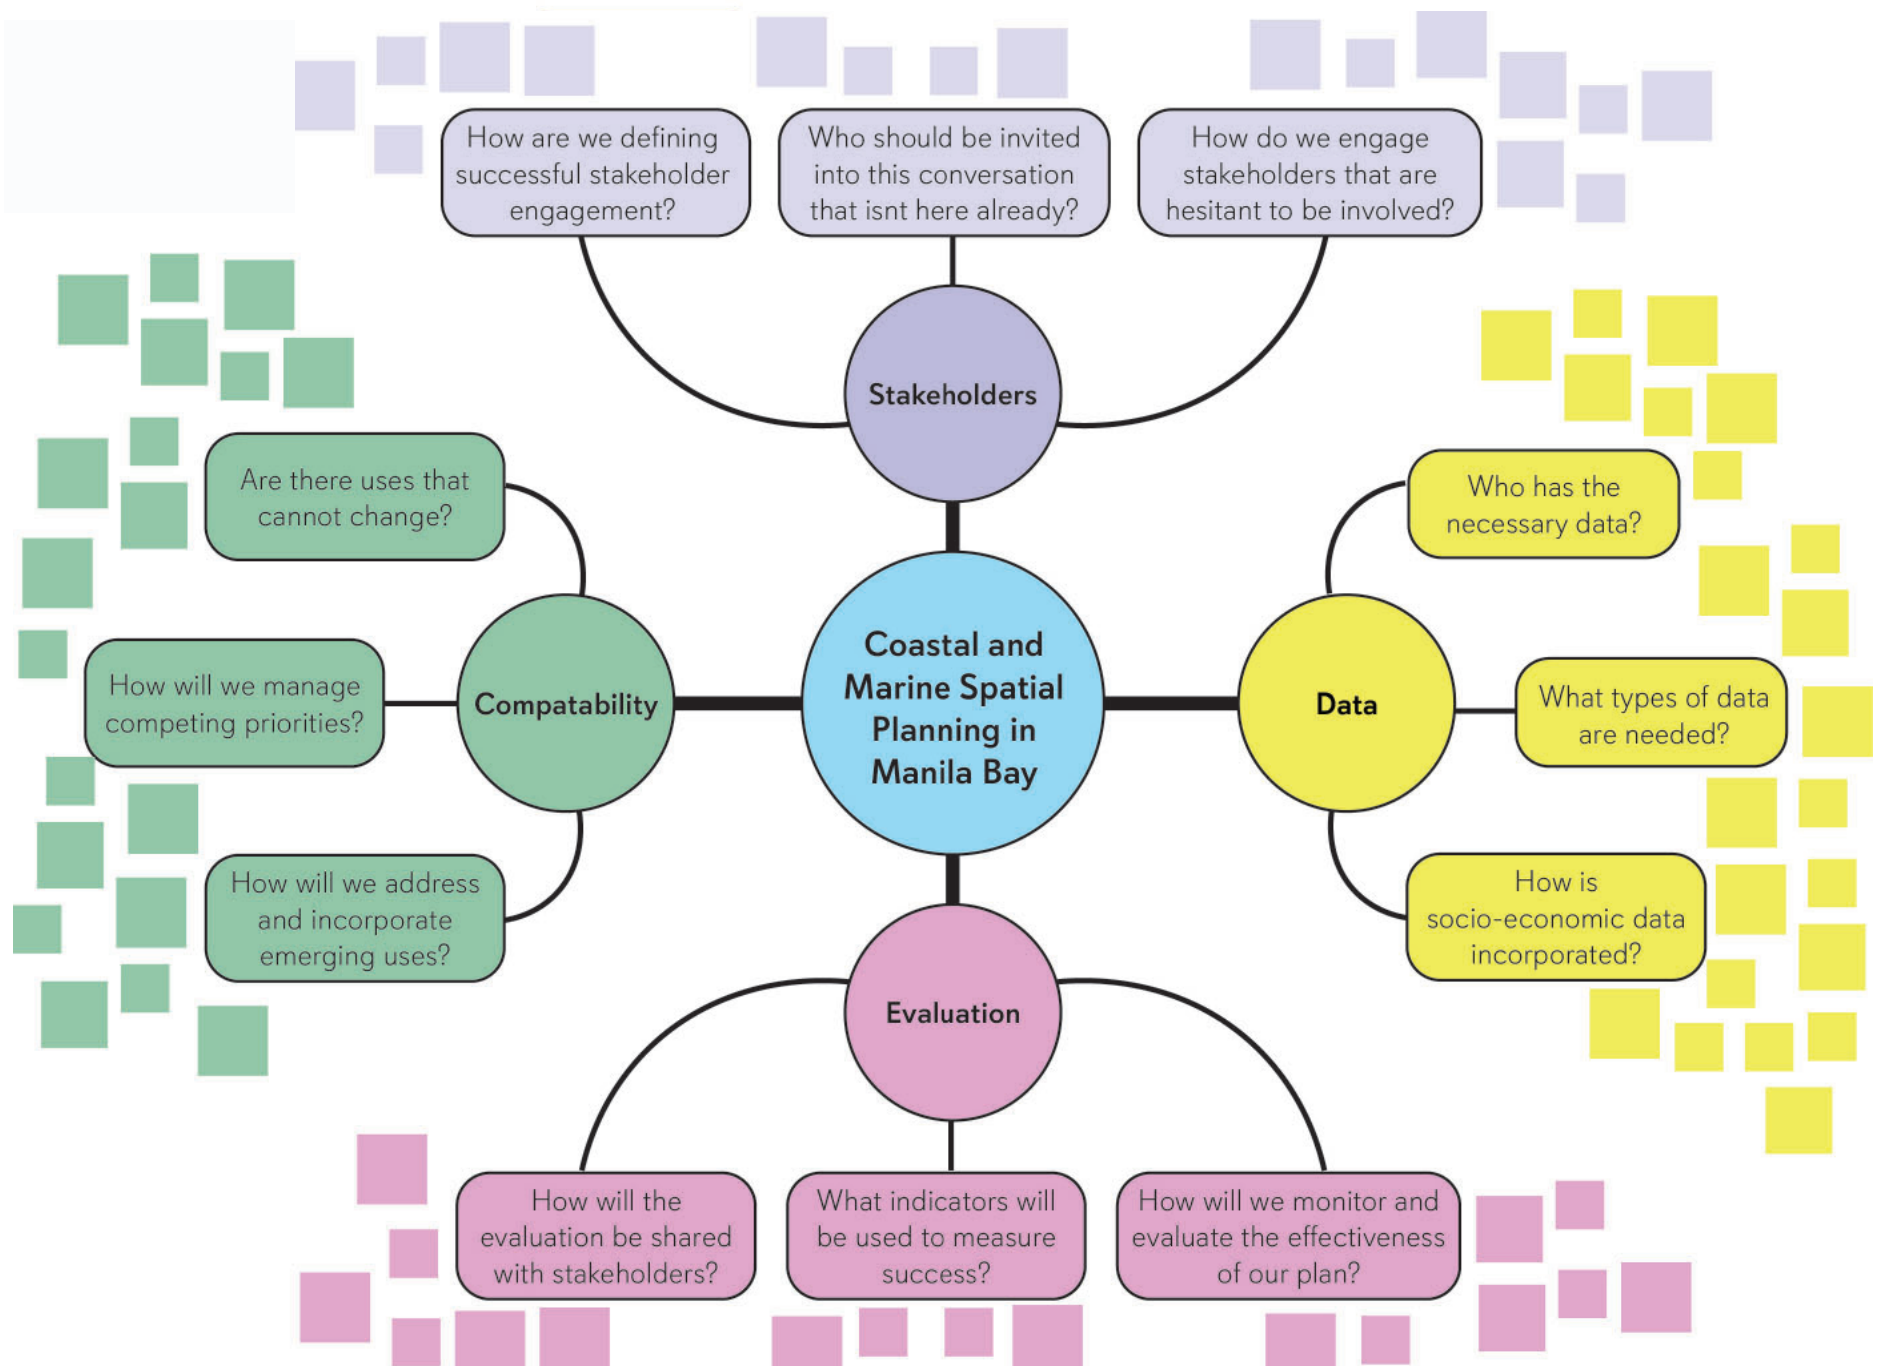 How are we defining
successful stakeholder
engagement?
Who should be invited
into this conversation
that isnt here already?
How do we engage
stakeholders that are
hesitant to be involved?
Stakeholders
Are there uses that
cannot change?
Who has the
necessary data?
How will we manage
competing priorities?
Compatability
Coastal and
Marine Spatial
Planning in
Manila Bay
Data
What types of data
are needed?
How will we address
and incorporate
emerging uses?
How is
socio-economic data
incorporated?
Evaluation
How will the
evaluation be shared
with stakeholders?
What indicators will
be used to measure
success?
How will we monitor and
evaluate the effectiveness
of our plan?